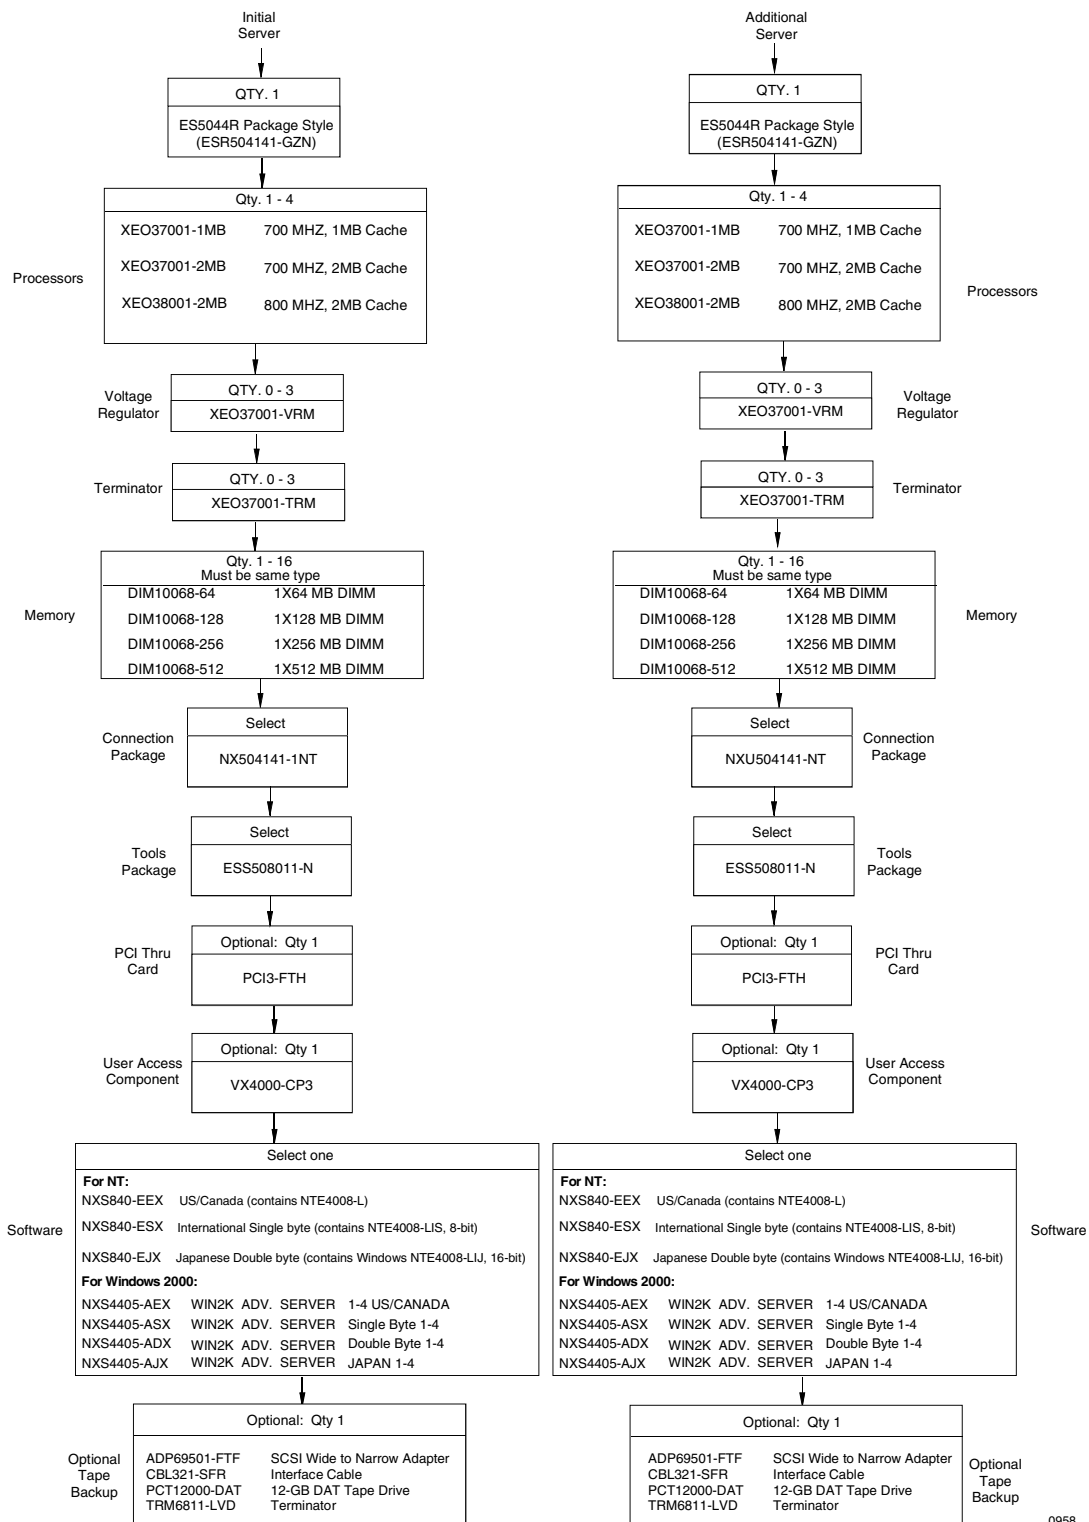 Initial
Server
QTY. 1
ES5044R Package Style
(ESR504141-GZN)
Qty. 1 - 4
XEO37001-1MB 700 MHZ, 1MB Cache
XEO37001-2MB 700 MHZ, 2MB Cache
XEO38001-2MB 800 MHZ, 2MB Cache
Processors
QTY. 0 - 3
XEO37001-VRM
Voltage
Regulator
QTY. 0 - 3
XEO37001-TRM
Terminator
Qty. 1 - 16
Must be same type
DIM10068-64 1X64 MB DIMM
DIM10068-128 1X128 MB DIMM
DIM10068-256 1X256 MB DIMM
DIM10068-512 1X512 MB DIMM
Memory
Select
NX504141-1NT
Connection
Package
Select
ESS508011-N
Tools
Package
Optional: Qty 1
PCI3-FTH
PCI Thru
Card
Optional: Qty 1
VX4000-CP3
User Access
Component
Select one
For NT:
NXS840-EEX US/Canada (contains NTE4008-L)
NXS840-ESX International Single byte (contains NTE4008-LIS, 8-bit)
NXS840-EJX Japanese Double byte (contains Windows NTE4008-LIJ, 16-bit)
For Windows 2000:
NXS4405-AEX WIN2K ADV. SERVER 1-4 US/CANADA
NXS4405-ASX WIN2K ADV. SERVER Single Byte 1-4
NXS4405-ADX WIN2K ADV. SERVER Double Byte 1-4
NXS4405-AJX WIN2K ADV. SERVER JAPAN 1-4
Software
Optional: Qty 1
ADP69501-FTF SCSI Wide to Narrow Adapter
CBL321-SFR Interface Cable
PCT12000-DAT 12-GB DAT Tape Drive
TRM6811-LVD Terminator
Optional
Tape
Backup
Additional
Server
QTY. 1
ES5044R Package Style
(ESR504141-GZN)
Qty. 1 - 4
XEO37001-1MB 700 MHZ, 1MB Cache
XEO37001-2MB 700 MHZ, 2MB Cache
XEO38001-2MB 800 MHZ, 2MB Cache
Processors
QTY. 0 - 3
XEO37001-VRM
Voltage
Regulator
QTY. 0 - 3
XEO37001-TRM
Terminator
Qty. 1 - 16
Must be same type
DIM10068-64 1X64 MB DIMM
DIM10068-128 1X128 MB DIMM
DIM10068-256 1X256 MB DIMM
DIM10068-512 1X512 MB DIMM
Memory
Select
NXU504141-NT
Connection
Package
Select
ESS508011-N
Tools
Package
Optional: Qty 1
PCI3-FTH
PCI Thru
Card
Optional: Qty 1
VX4000-CP3
User Access
Component
Select one
For NT:
NXS840-EEX US/Canada (contains NTE4008-L)
NXS840-ESX International Single byte (contains NTE4008-LIS, 8-bit)
NXS840-EJX Japanese Double byte (contains Windows NTE4008-LIJ, 16-bit)
For Windows 2000:
NXS4405-AEX WIN2K ADV. SERVER 1-4 US/CANADA
NXS4405-ASX WIN2K ADV. SERVER Single Byte 1-4
NXS4405-ADX WIN2K ADV. SERVER Double Byte 1-4
NXS4405-AJX WIN2K ADV. SERVER JAPAN 1-4
Software
Optional: Qty 1
ADP69501-FTF SCSI Wide to Narrow Adapter
CBL321-SFR Interface Cable
PCT12000-DAT 12-GB DAT Tape Drive
TRM6811-LVD Terminator
Optional
Tape
Backup
0958